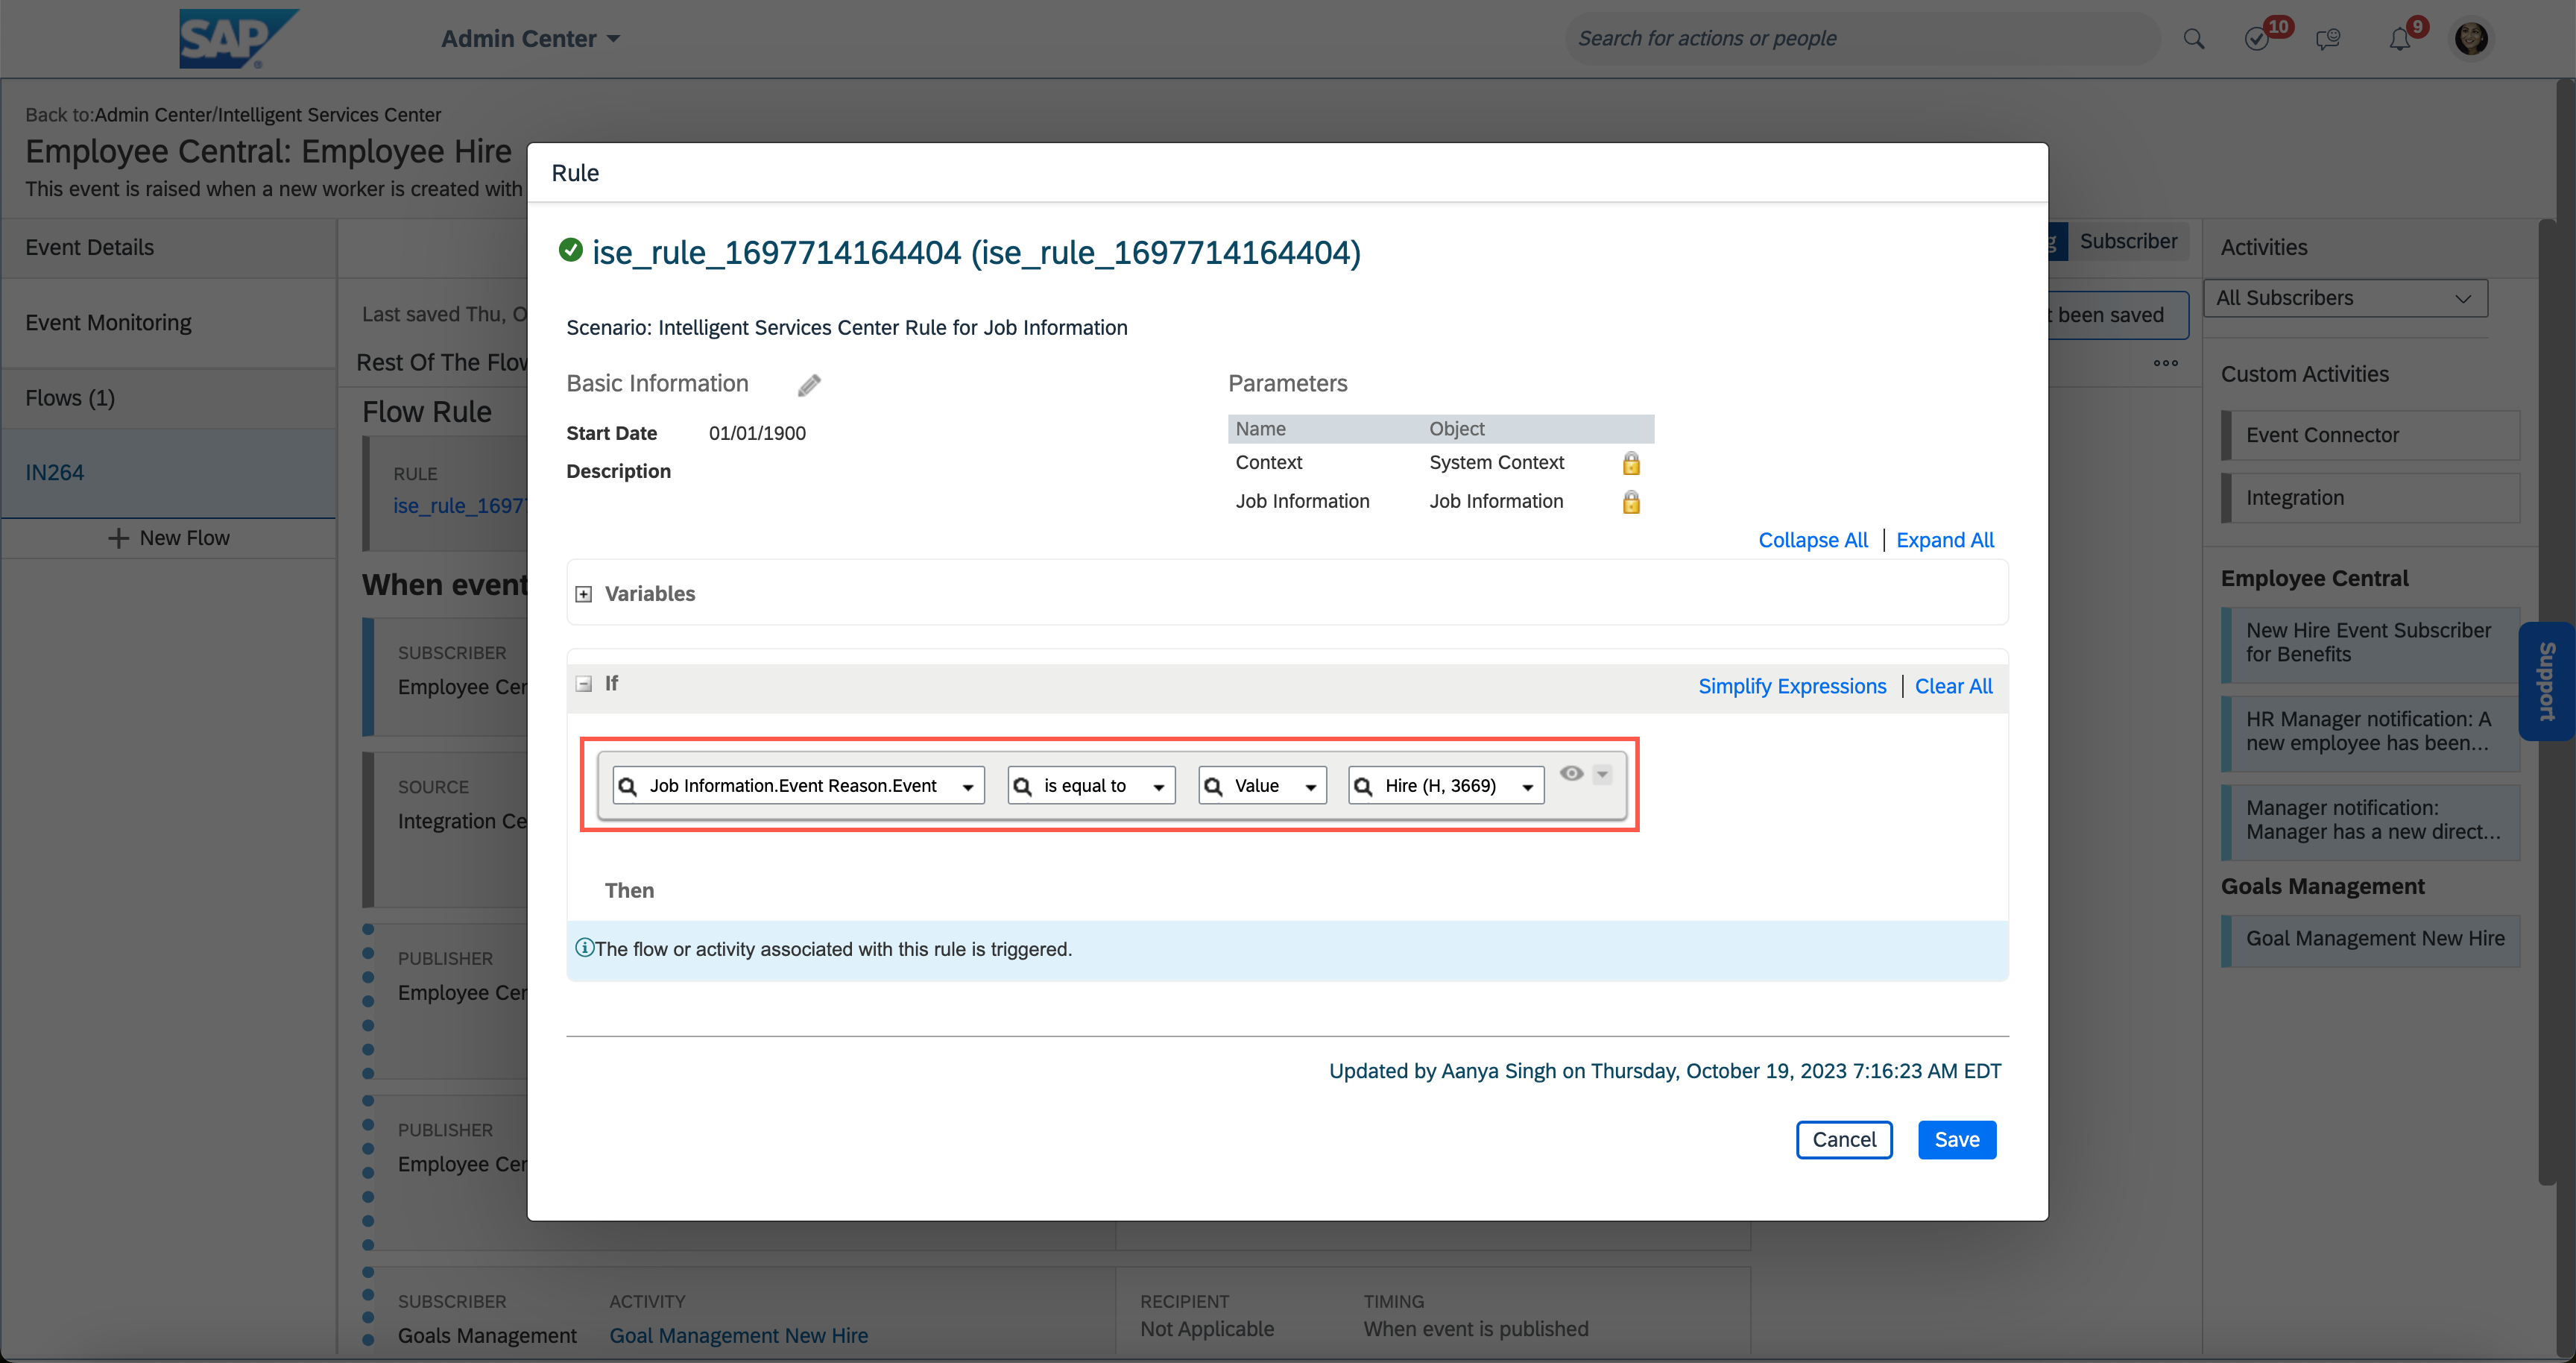 SAP
Admin Center
Search for actions or people
10
9
Back to:Admin Center/Intelligent Services Center
Employee Central: Employee Hire
This event is raised when a new worker is created with
Event Details
Event Monitoring
Flows (1)
IN264
New Flow
Last saved Thu, O
Rest Of The Flow
Flow Rule
RULE
ise_rule_1697
When event
SUBSCRIBER
Employee Cen
SOURCE
Integration Ce
PUBLISHER
Employee Cen
PUBLISHER
Employee Cen
SUBSCRIBER ACTIVITY RECIPIENT TIMING
Goals Management Goal Management New Hire Not Applicable When event is published
Rule
ise_rule_1697714164404 (ise_rule_1697714164404)
Scenario: Intelligent Services Center Rule for Job Information
Basic Information
Start Date 01/01/1900
Description
Parameters
Name Object
Context System Context
Job Information Job Information
Collapse All | Expand All
Variables
If
Simplify Expressions | Clear All
Job Information.Event Reason.Event is equal to Value Hire (H, 3669)
Then
The flow or activity associated with this rule is triggered.
Updated by Aanya Singh on Thursday, October 19, 2023 7:16:23 AM EDT
Cancel Save
g Subscriber
t been saved
Activities
All Subscribers
Custom Activities
Event Connector
Integration
Employee Central
New Hire Event Subscriber
for Benefits
HR Manager notification: A
new employee has been...
Manager notification:
Manager has a new direct...
Goals Management
Goal Management New Hire
Support